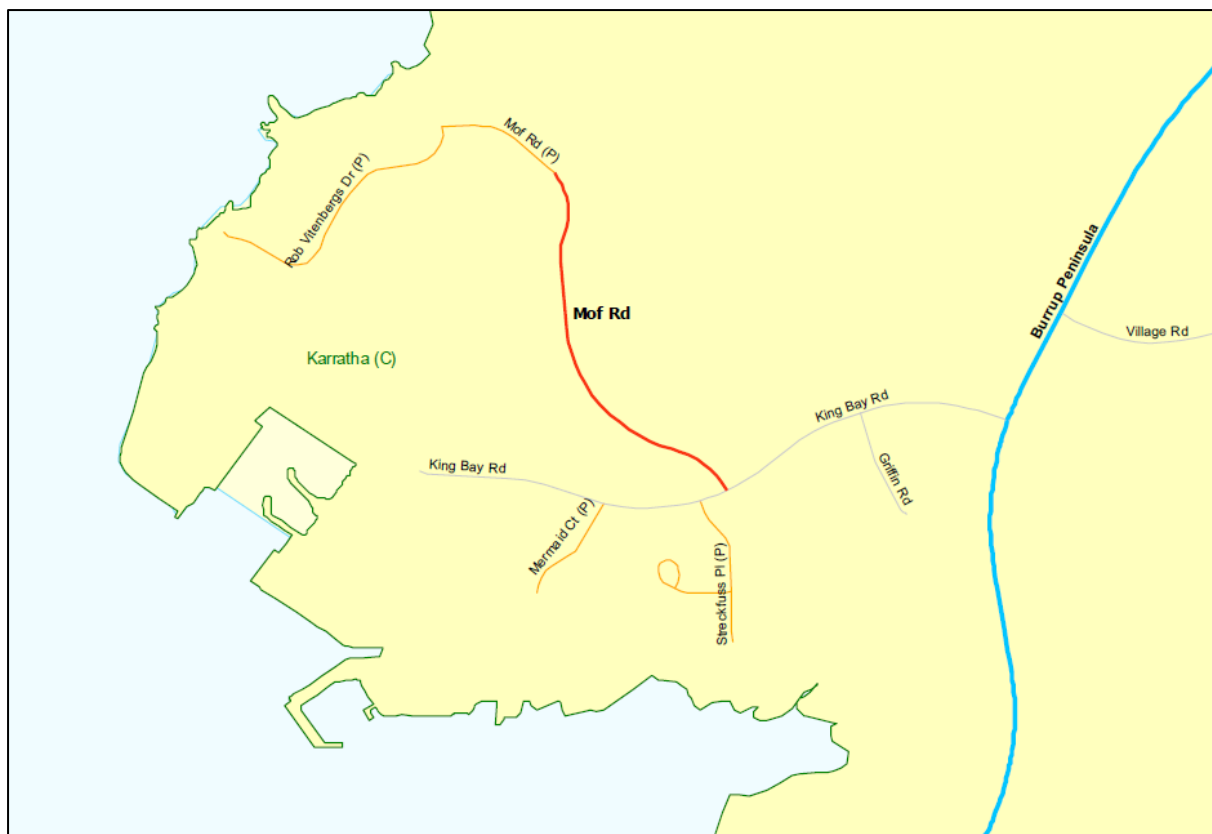 Mof Rd (P)
Rob Vitenbergs Dr (P)
Burrup Peninsula
Mof Rd
Village Rd
Karratha (C)
King Bay Rd
King Bay Rd
Griffin Rd
Mermaid Ct (P)
Streckfuss Pl (P)